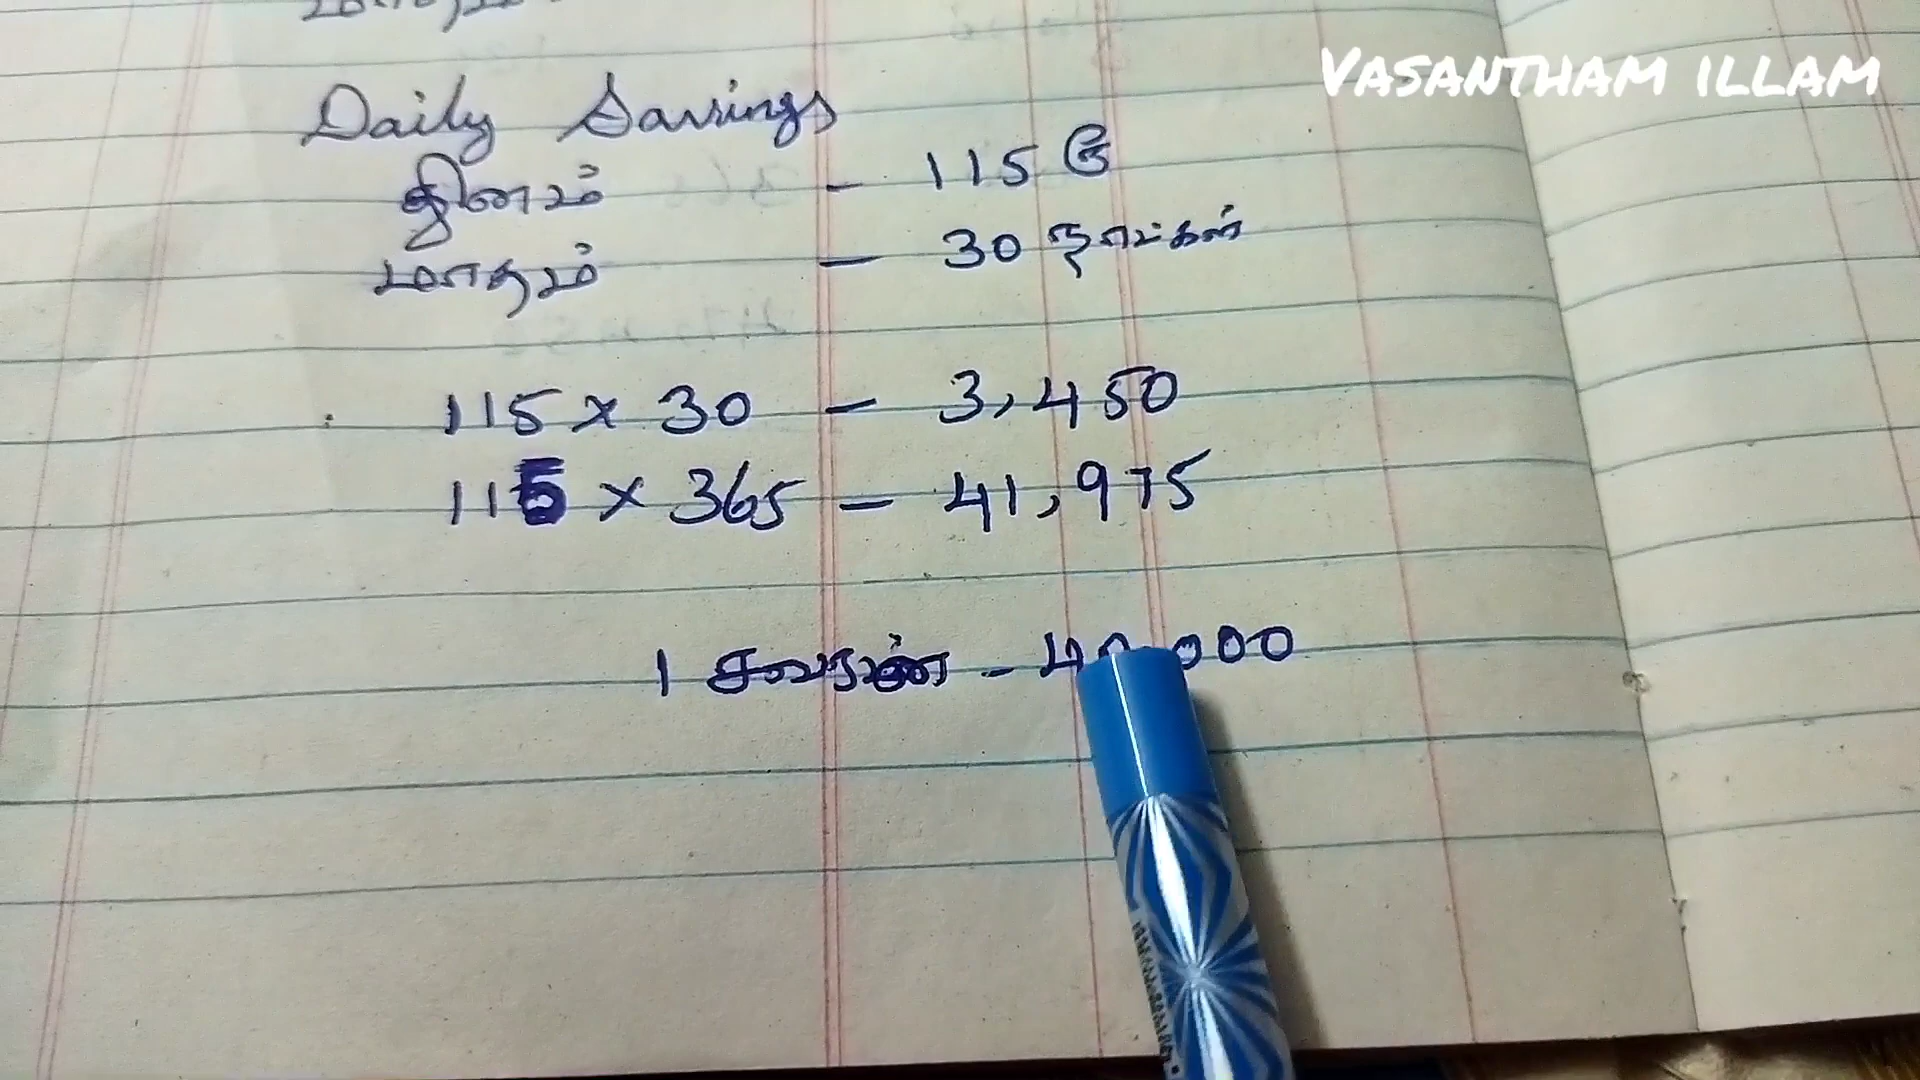 VASANTHAM ILLAM
Daily Savings
தினம் - 115 ரூ
மாதம் - 30 நாட்கள்
115 x 30 - 3,450
115 x 365 - 41,975
1 சவரன் -